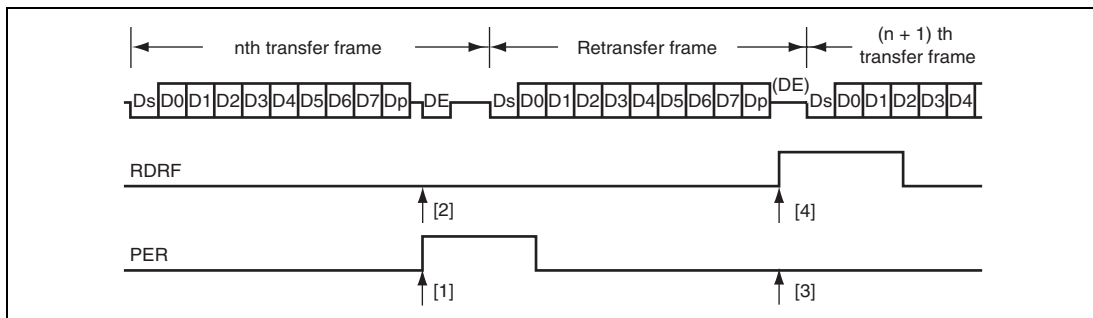 nth transfer frame Retransfer frame (n + 1) th
transfer frame
Ds D0 D1 D2 D3 D4 D5 D6 D7 Dp DE Ds D0 D1 D2 D3 D4 D5 D6 D7 Dp (DE) Ds D0 D1 D2 D3 D4
RDRF
[2] [4]
PER
[1] [3]